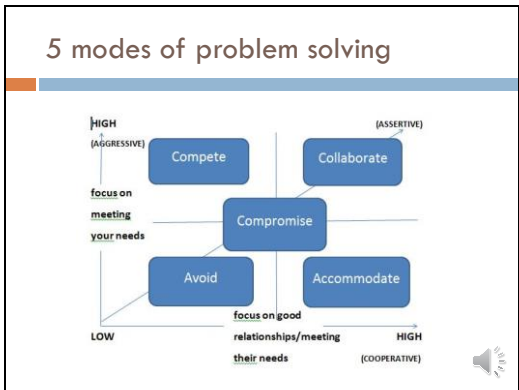 5 modes of problem solving
HIGH
(ASSERTIVE)
(AGGRESSIVE)
Compete
Collaborate
focus on
meeting
your needs
Compromise
Avoid
Accommodate
focus on good
LOW
relationships/meeting
HIGH
their needs
(COOPERATIVE)